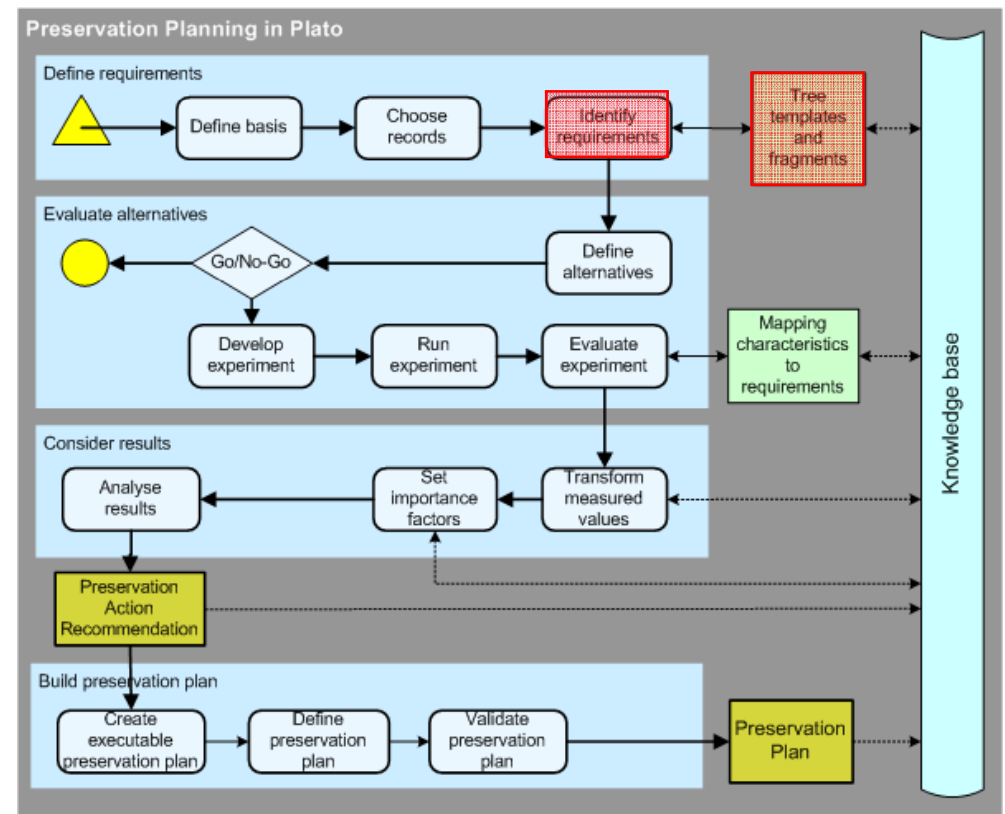 Preservation Planning in Plato
Define requirements
Define basis
Choose
records
Identify
requirements
Tree
templates
and
fragments
Evaluate alternatives
Go/No-Go
Define
alternatives
Develop
experiment
Run
experiment
Evaluate
experiment
Mapping
characteristics
to
requirements
Knowledge base
Consider results
Analyse
results
Set
importance
factors
Transform
measured
values
Preservation
Action
Recommendation
Build preservation plan
Create
executable
preservation plan
Define
preservation
plan
Validate
preservation
plan
Preservation
Plan